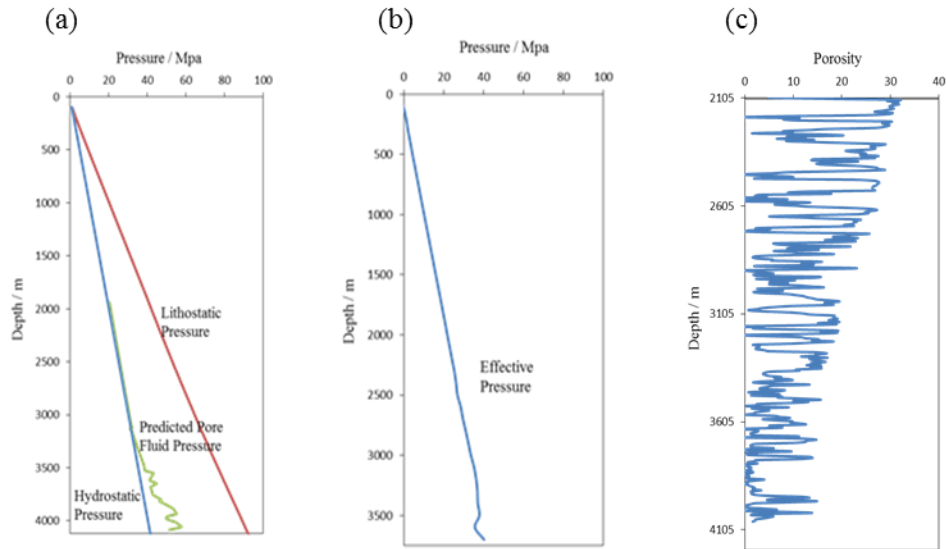 (a)
Pressure / Mpa
0 20 40 60 80 100
0
500
1000
1500
2000
2500
3000
3500
4000
Depth / m
Lithostatic
Pressure
Predicted Pore
Fluid Pressure
Hydrostatic
Pressure
(b)
Pressure / Mpa
0 20 40 60 80 100
0
500
1000
1500
2000
2500
3000
3500
Depth / m
Effective
Pressure
(c)
Porosity
0 10 20 30 40
2105
2605
3105
3605
4105
Depth / m